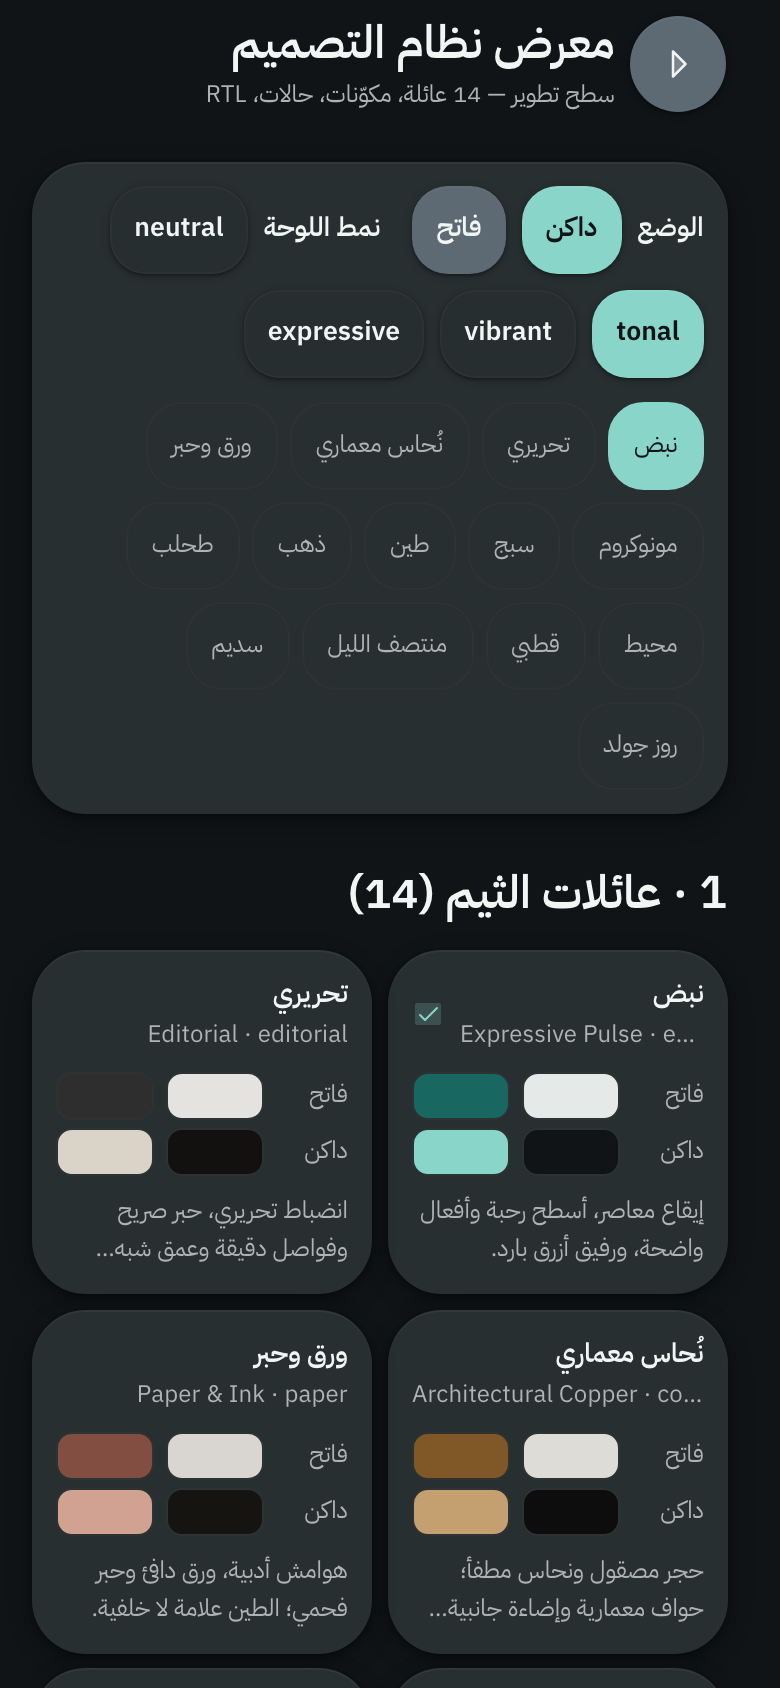 معرض نظام التصميم
سطح تطوير — 14 عائلة، مكوّنات، حالات، RTL
الوضع داكن فاتح نمط اللوحة neutral
tonal vibrant expressive
نبض تحريري نُحاس معماري ورق وحبر
مونوكروم سبج طين ذهب طحلب
محيط قطبي منتصف الليل سديم
روز جولد
1 · عائلات الثيم (14)
نبض
Expressive Pulse · e...
فاتح
داكن
إيقاع معاصر، أسطح رحبة وأفعال
واضحة، ورفيق أزرق بارد.
تحريري
Editorial · editorial
فاتح
داكن
انضباط تحريري، حبر صريح
وفواصل دقيقة وعمق شبه...
نُحاس معماري
Architectural Copper · co...
فاتح
داكن
حجر مصقول ونحاس مطفأ؛
حواف معمارية وإضاءة جانبية...
ورق وحبر
Paper & Ink · paper
فاتح
داكن
هوامش أدبية، ورق دافئ وحبر
فحمي؛ الطين علامة لا خلفية.